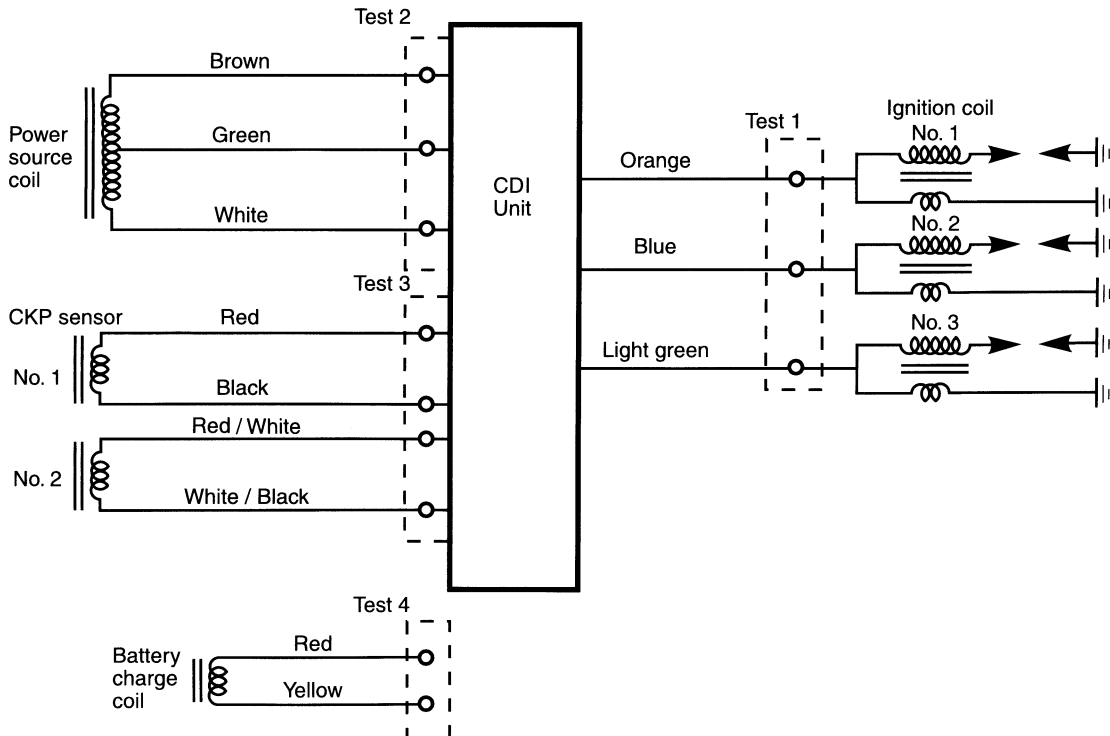 Test 2
Brown
Power
source
coil
Green
White
CDI
Unit
Test 3
CKP sensor
Red
No. 1
Black
Red / White
No. 2
White / Black
Test 4
Battery
charge
coil
Red
Yellow
Test 1
Ignition coil
No. 1
Orange
No. 2
Blue
No. 3
Light green